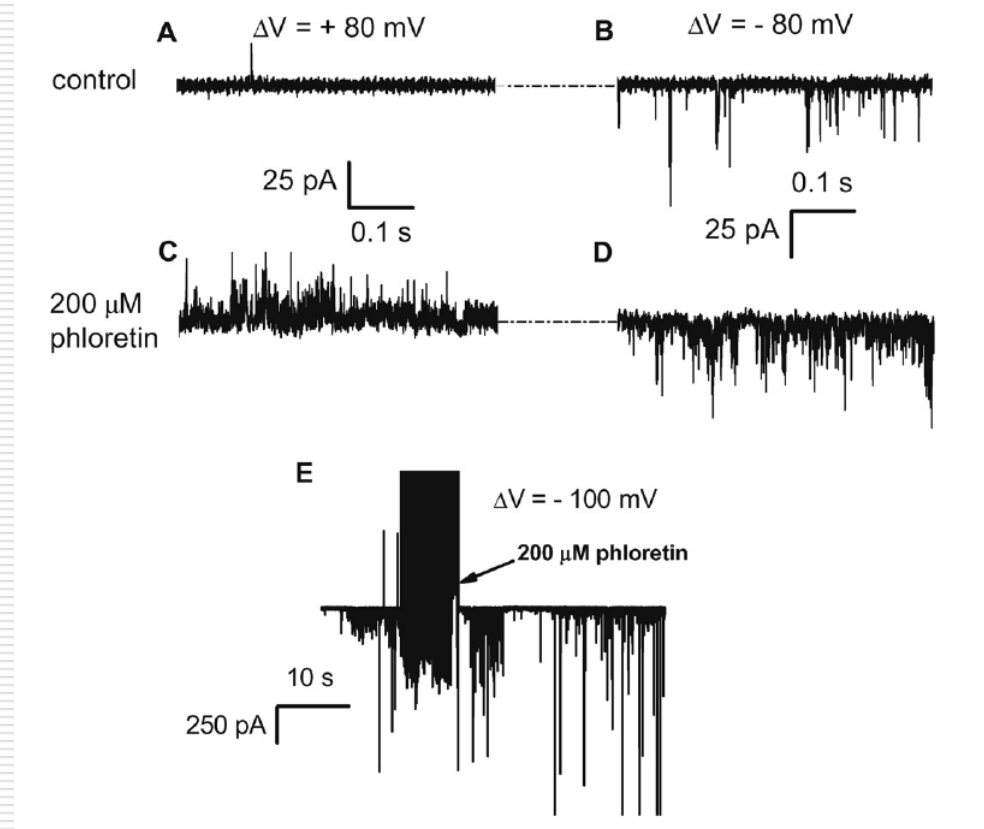 A
ΔV = + 80 mV
B
ΔV = - 80 mV
control
25 pA
0.1 s
0.1 s
25 pA
C
D
200 μM
phloretin
E
ΔV = - 100 mV
200 μM phloretin
10 s
250 pA